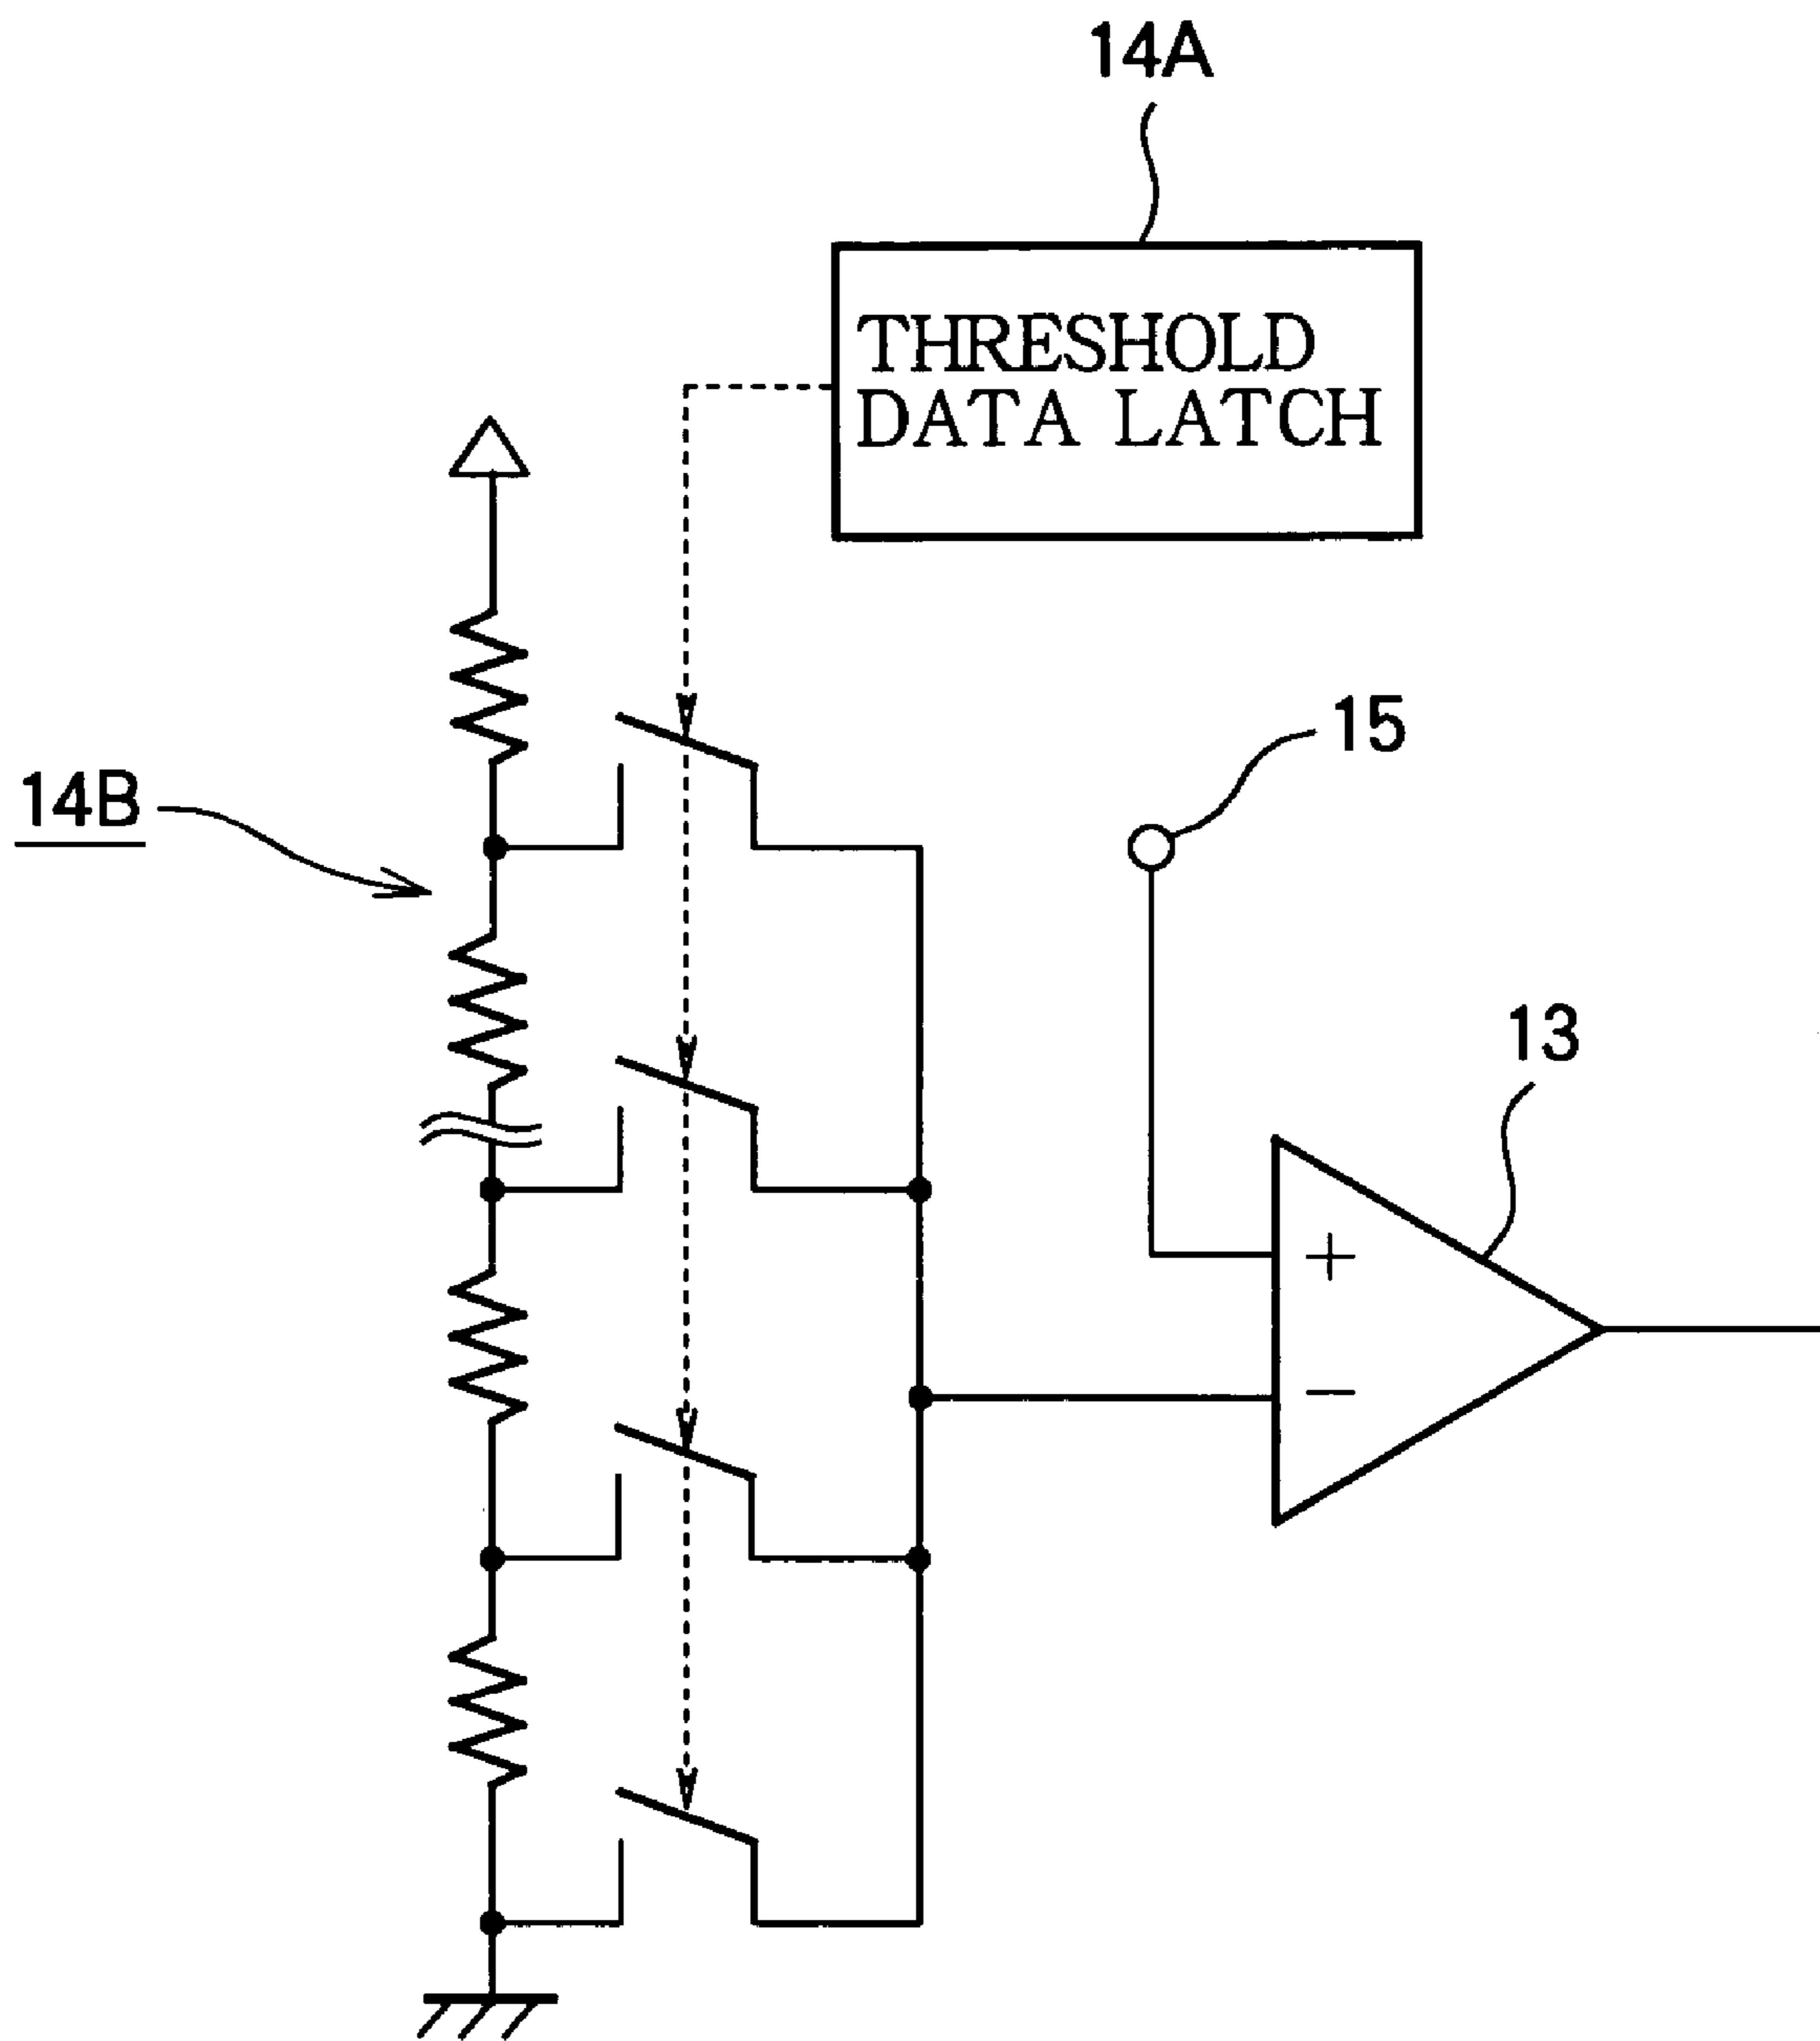 14A
THRESHOLD
DATA LATCH
15
14B
13
+
−